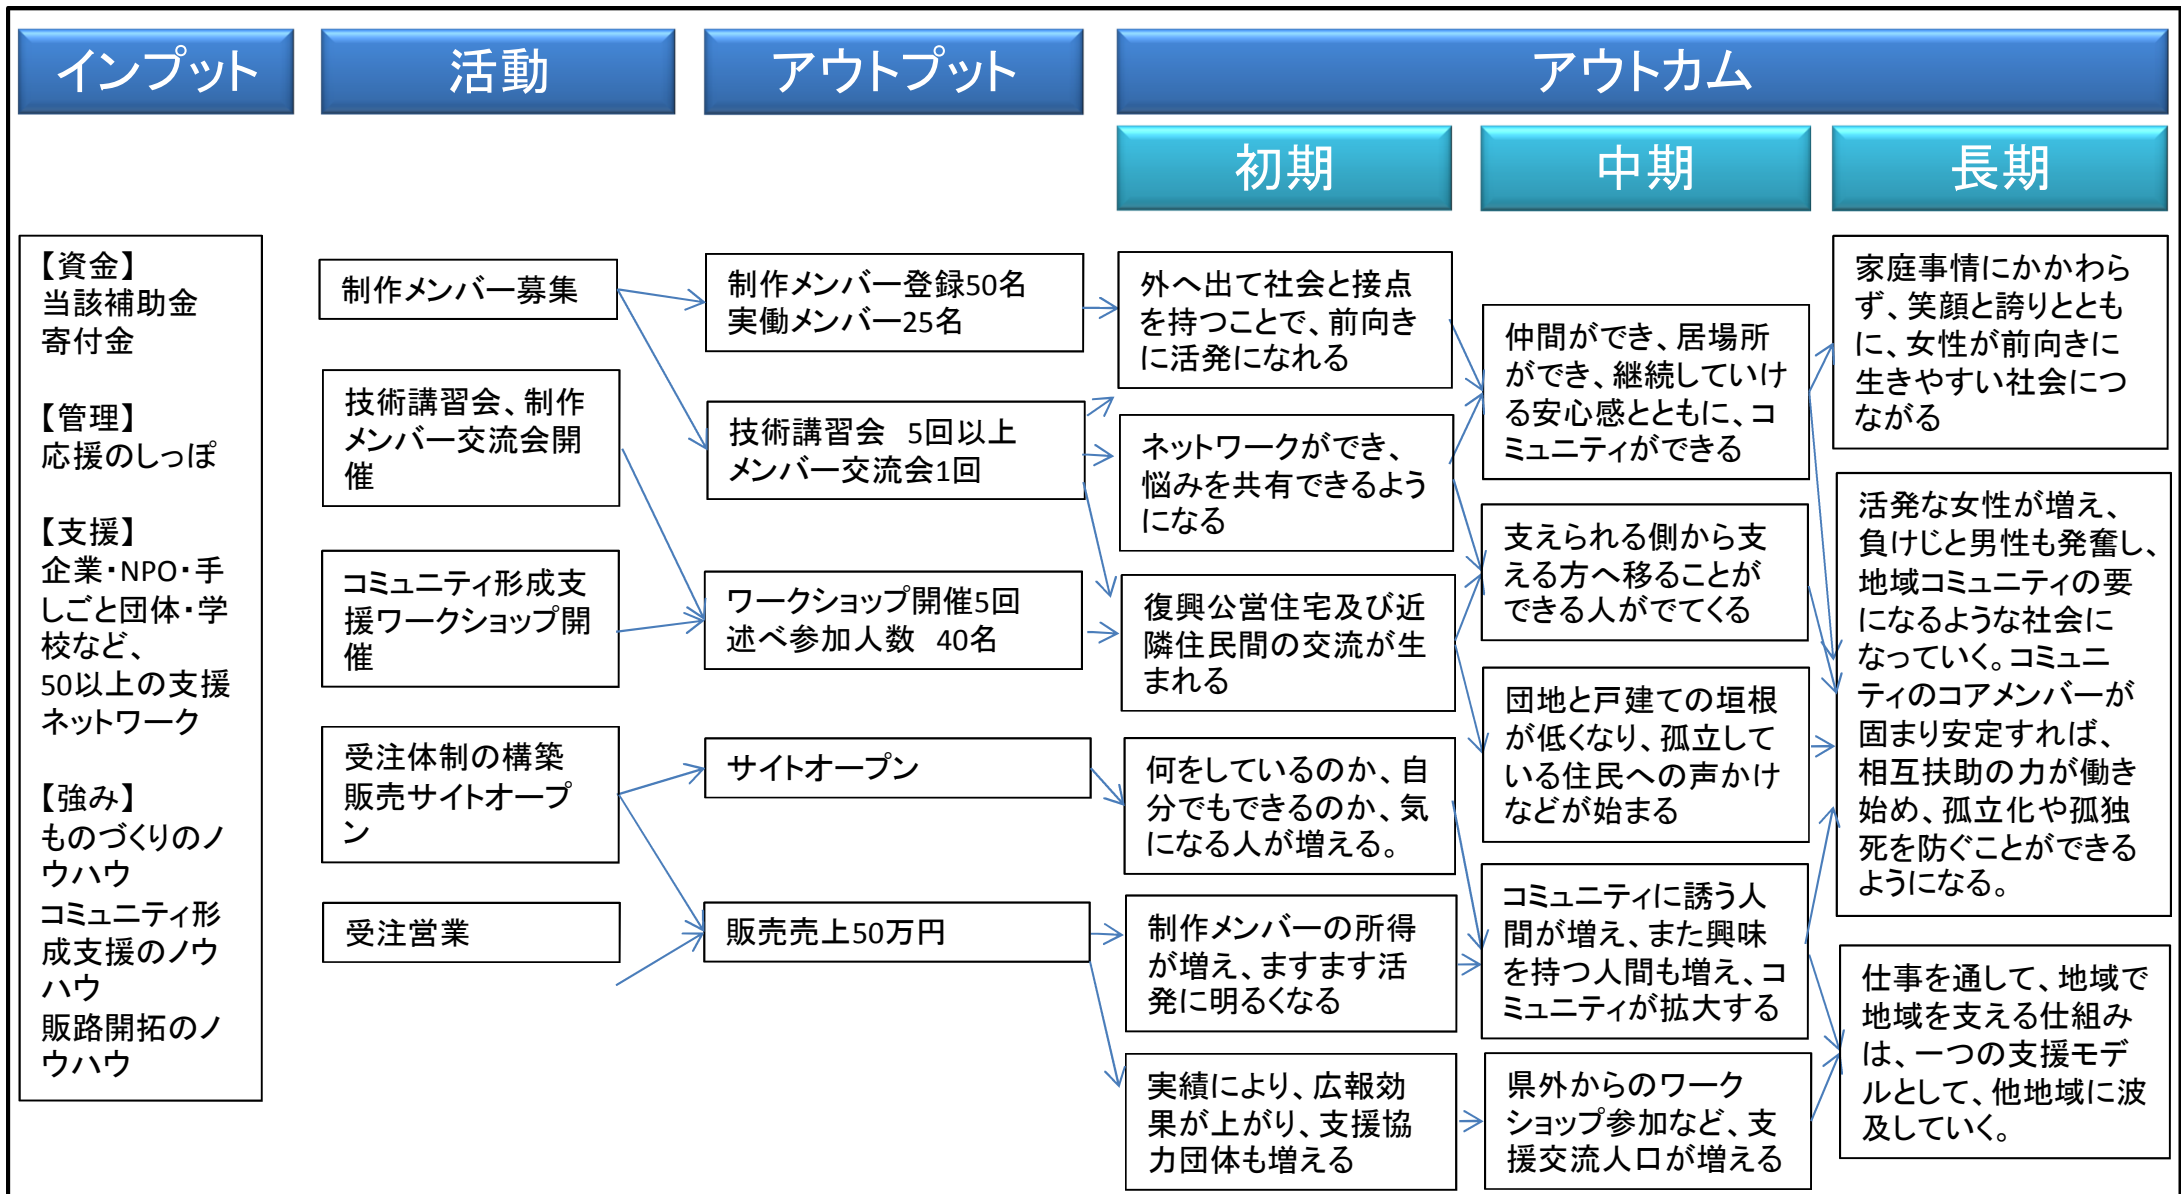 インプット
活動
アウトプット
アウトカム
初期
中期
長期
【資金】
当該補助金
寄付金
【管理】
応援のしっぽ
【支援】
企業・NPO・手
しごと団体・学
校など、
50以上の支援
ネットワーク
【強み】
ものづくりのノ
ウハウ
コミュニティ形
成支援のノウ
ハウ
販路開拓のノ
ウハウ
制作メンバー募集
技術講習会、制作
メンバー交流会開
催
コミュニティ形成支
援ワークショップ開
催
受注体制の構築
販売サイトオープ
ン
受注営業
制作メンバー登録50名
実働メンバー25名
技術講習会　5回以上
メンバー交流会1回
ワークショップ開催5回
述べ参加人数　40名
サイトオープン
販売売上50万円
外へ出て社会と接点
を持つことで、前向き
に活発になれる
ネットワークができ、
悩みを共有できるよう
になる
復興公営住宅及び近
隣住民間の交流が生
まれる
何をしているのか、自
分でもできるのか、気
になる人が増える。
制作メンバーの所得
が増え、ますます活
発に明るくなる
実績により、広報効
果が上がり、支援協
力団体も増える
仲間ができ、居場所
ができ、継続していけ
る安心感とともに、コ
ミュニティができる
支えられる側から支
える方へ移ることが
できる人がでてくる
団地と戸建ての垣根
が低くなり、孤立して
いる住民への声かけ
などが始まる
コミュニティに誘う人
間が増え、また興味
を持つ人間も増え、コ
ミュニティが拡大する
県外からのワーク
ショップ参加など、支
援交流人口が増える
家庭事情にかかわら
ず、笑顔と誇りととも
に、女性が前向きに
生きやすい社会につ
ながる
活発な女性が増え、
負けじと男性も発奮し、
地域コミュニティの要
になるような社会に
なっていく。コミュニ
ティのコアメンバーが
固まり安定すれば、
相互扶助の力が働き
始め、孤立化や孤独
死を防ぐことができる
ようになる。
仕事を通して、地域で
地域を支える仕組み
は、一つの支援モデ
ルとして、他地域に波
及していく。